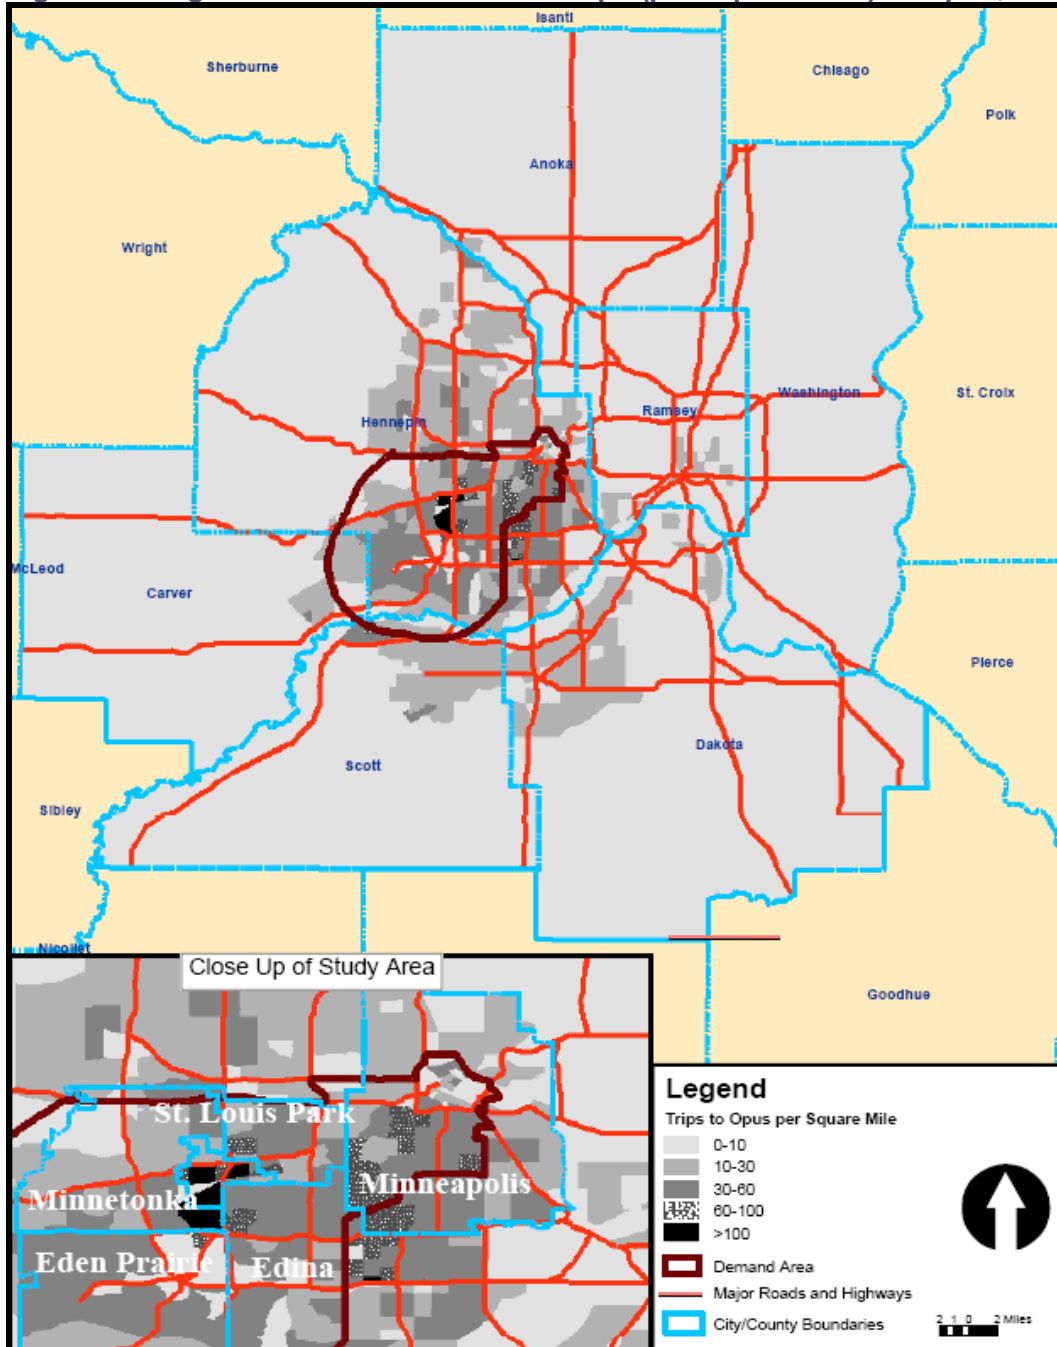 Isanti
Sherburne
Chisago
Polk
Anoka
Wright
Washington
St. Croix
Ramsey
Hennepin
McLeod
Carver
Pierce
Dakota
Scott
Sibley
Nicollet
Goodhue
Close Up of Study Area
St. Louis Park
Minnetonka
Minneapolis
Eden Prairie
Edina
Legend
Trips to Opus per Square Mile
0-10
10-30
30-60
60-100
>100
Demand Area
Major Roads and Highways
City/County Boundaries
2 1 0 2 Miles